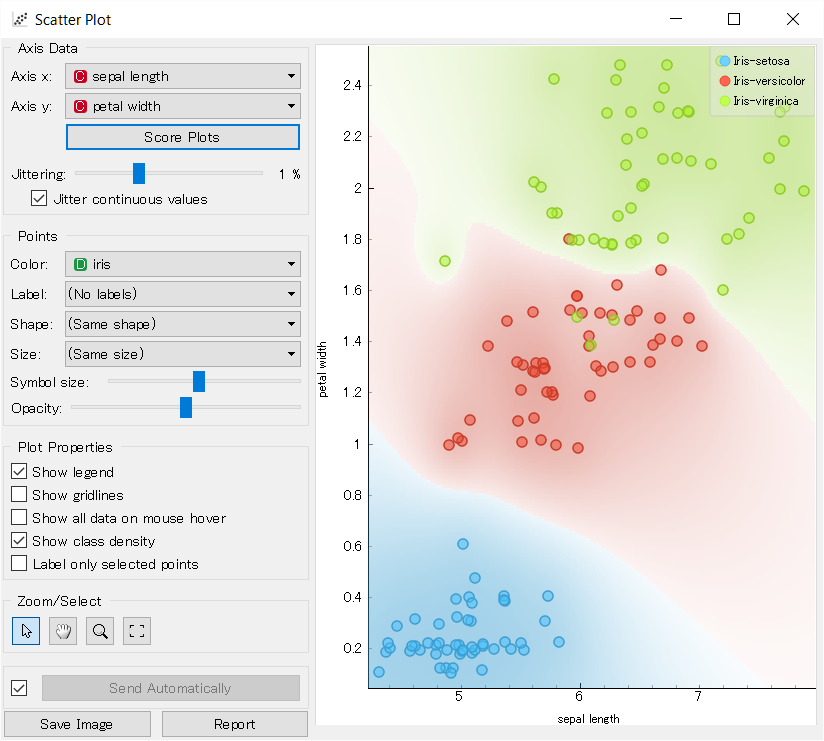 Scatter Plot
Axis Data
Axis x: C sepal length
Axis y: C petal width
Score Plots
Jittering: 1 %
Jitter continuous values
Points
Color: D iris
Label: (No labels)
Shape: (Same shape)
Size: (Same size)
Symbol size:
Opacity:
Plot Properties
Show legend
Show gridlines
Show all data on mouse hover
Show class density
Label only selected points
Zoom/Select
Send Automatically
Save Image Report
Iris-setosa
Iris-versicolor
Iris-virginica
petal width
2.4
2.2
2
1.8
1.6
1.4
1.2
1
0.8
0.6
0.4
0.2
5 6 7
sepal length